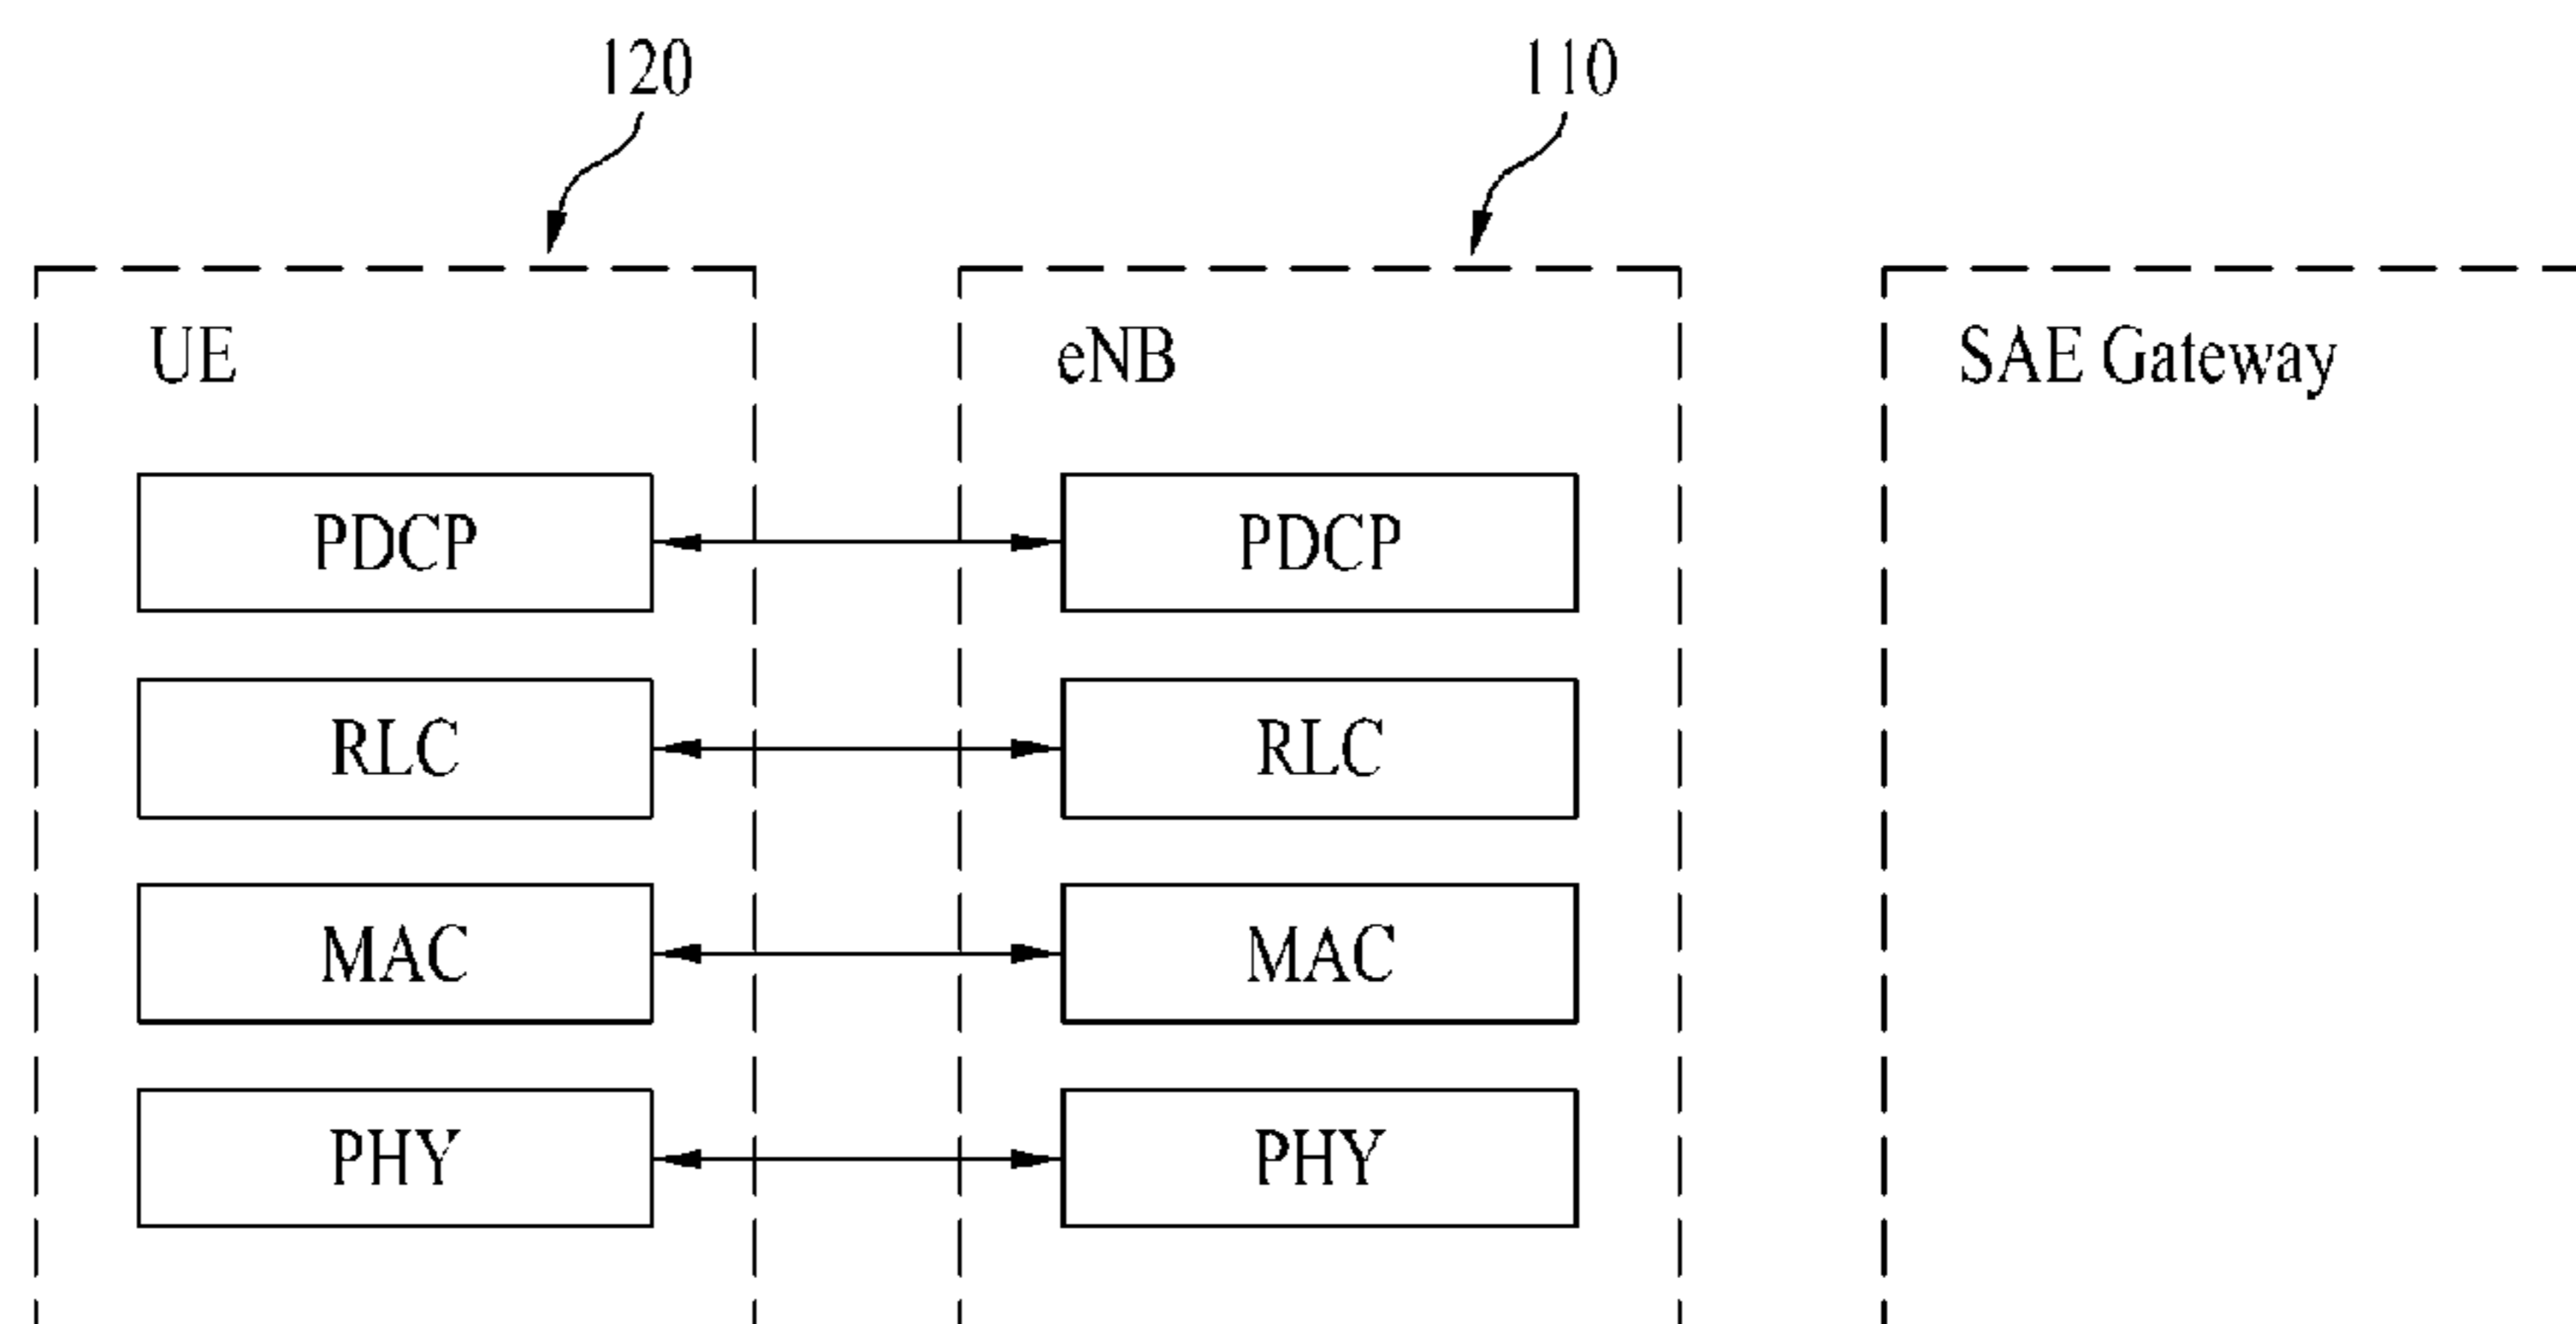 120 110
UE eNB SAE Gateway
PDCP PDCP
RLC RLC
MAC MAC
PHY PHY